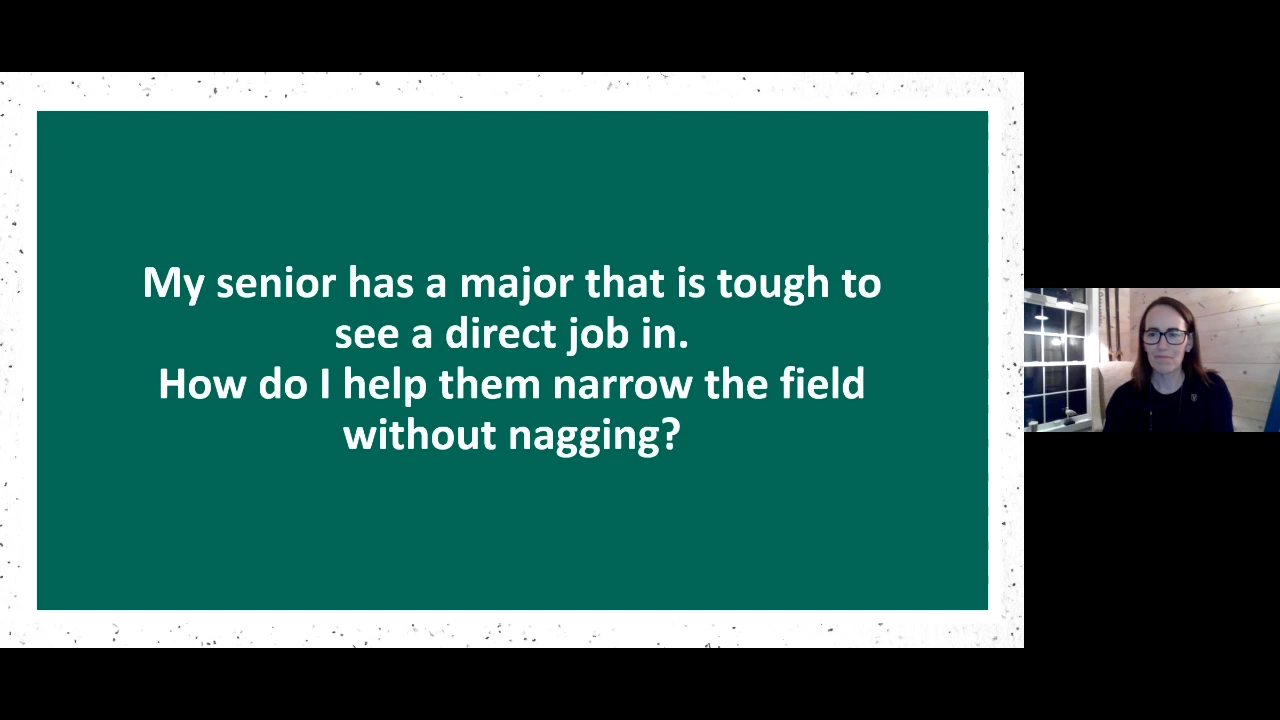 My senior has a major that is tough to
see a direct job in.
How do I help them narrow the field
without nagging?